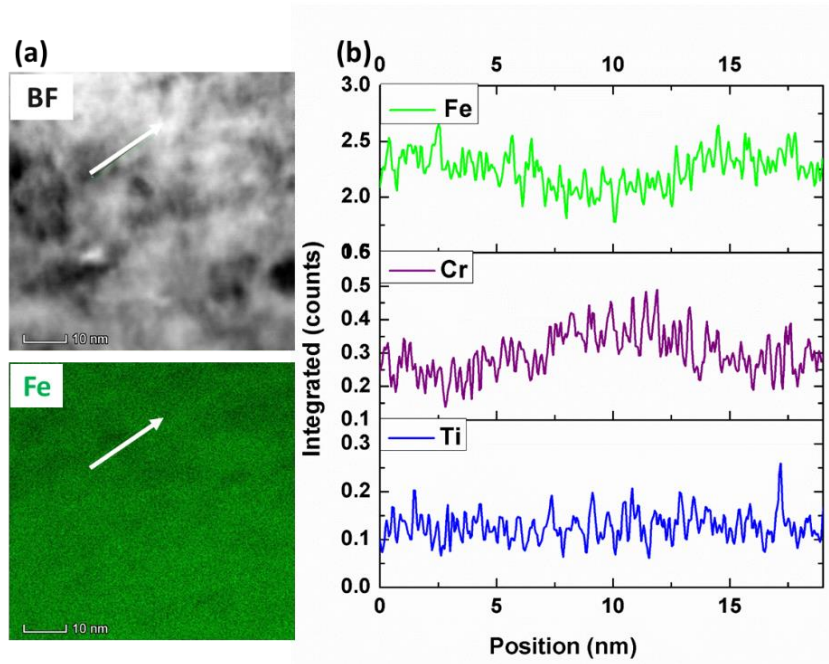 (a)
BF
10 nm
Fe
10 nm
(b)
0 5 10 15
3.0
Fe
2.5
2.0
0.6
Cr
0.5
0.4
0.3
0.2
0.1
Ti
0.3
0.2
0.1
0.0
0 5 10 15
Integrated (counts)
Position (nm)